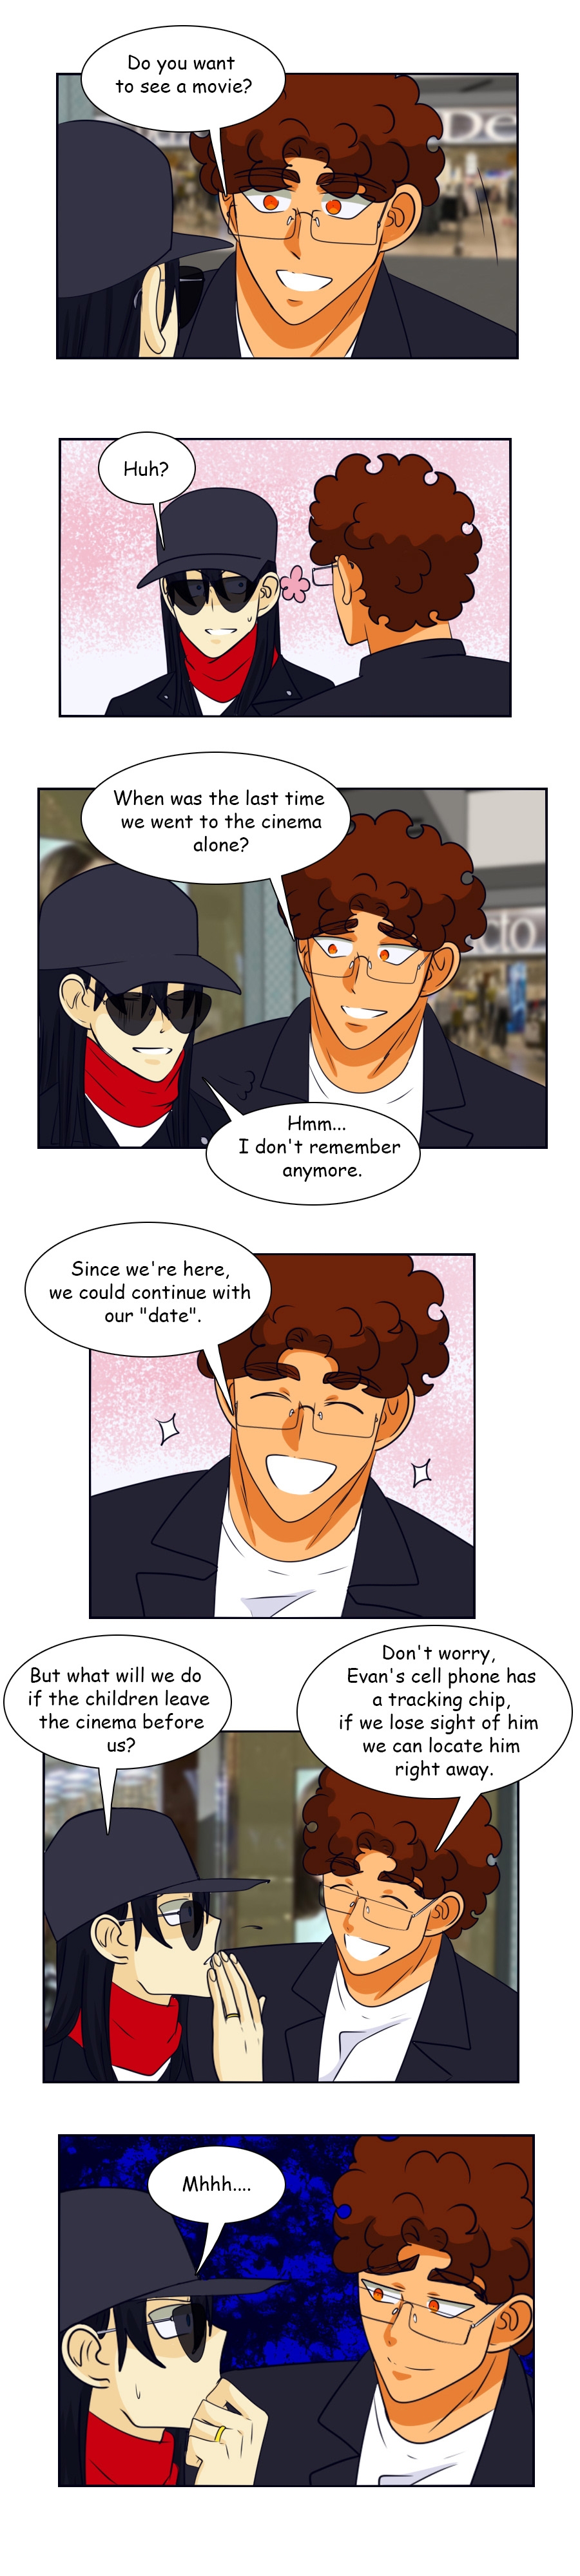 Do you want
to see a movie?
De
Huh?
When was the last time
we went to the cinema
alone?
cto
Hmm...
I don't remember
anymore.
Since we're here,
we could continue with
our "date".
But what will we do
if the children leave
the cinema before
us?
Don't worry,
Evan's cell phone has
a tracking chip,
if we lose sight of him
we can locate him
right away.
Mhhh....